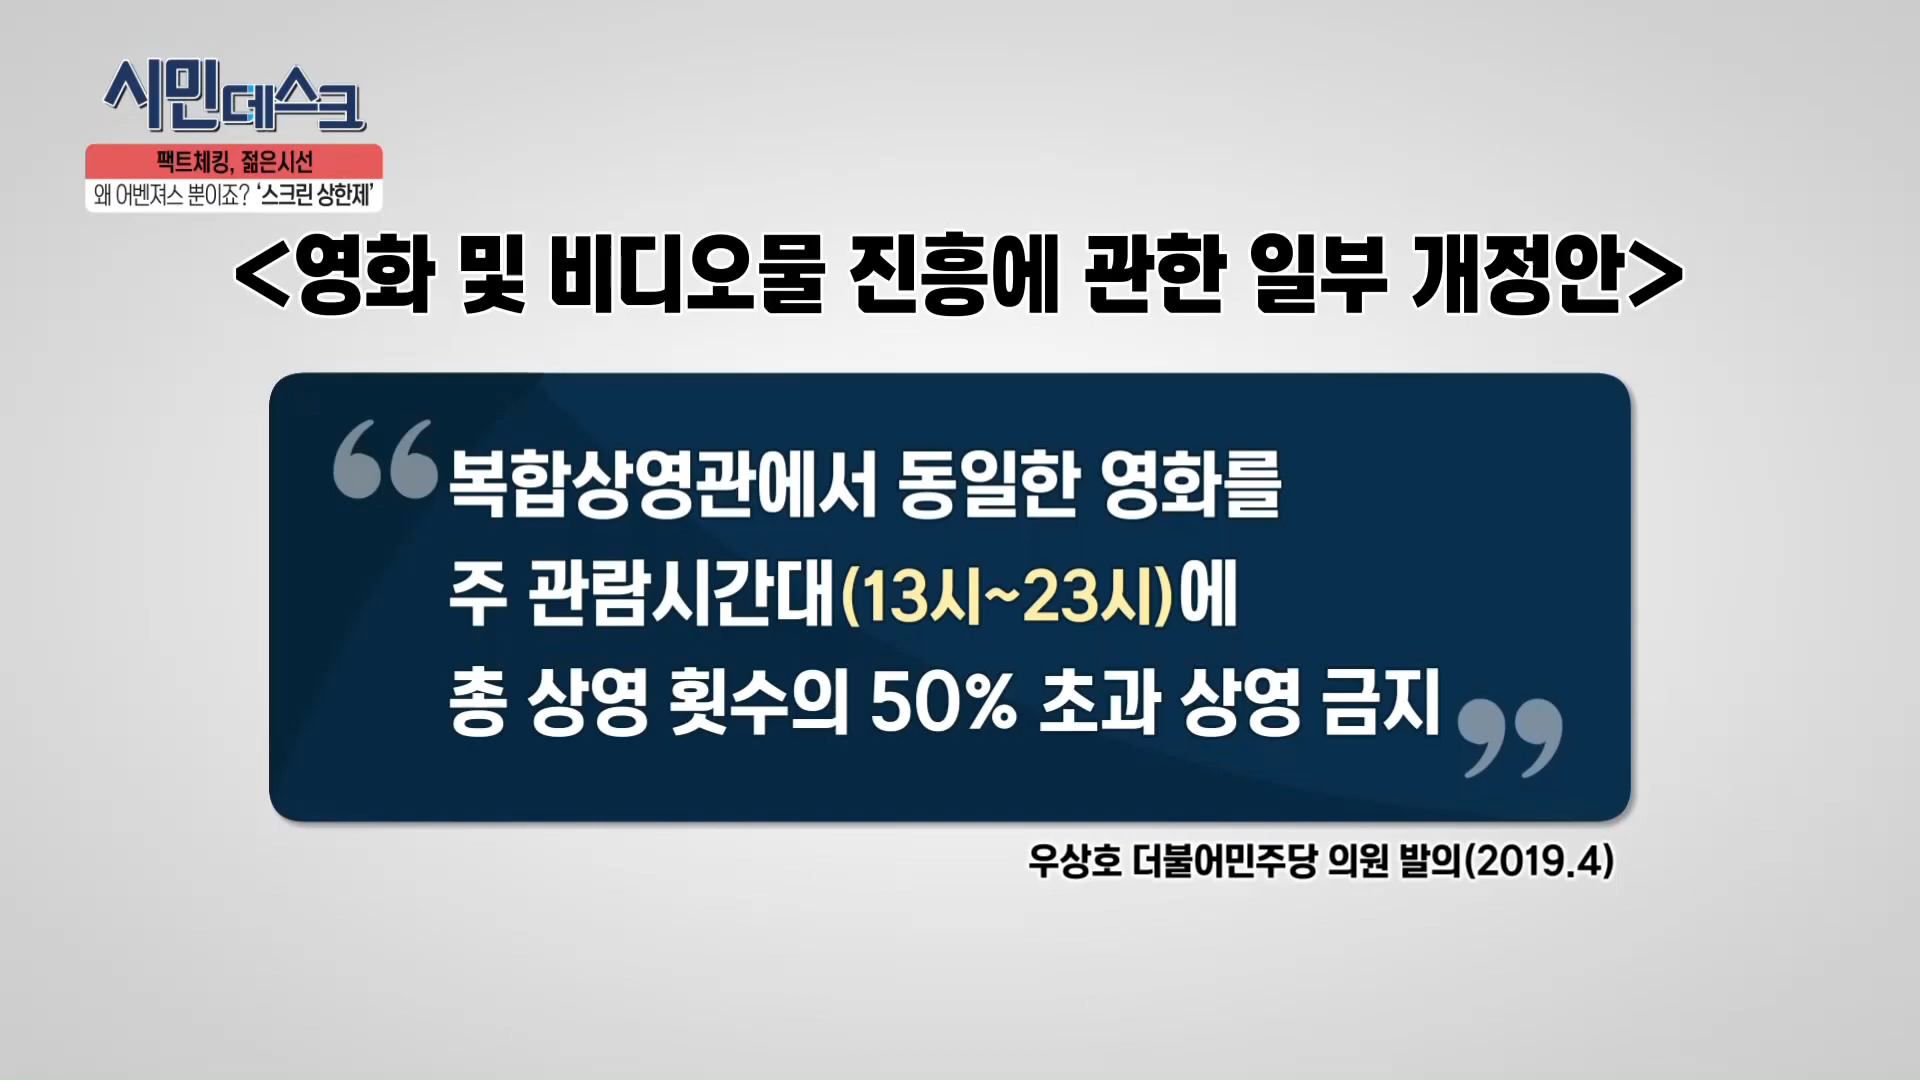 시민데스크
팩트체킹, 젊은시선
왜 어벤져스 뿐이죠? ‘스크린 상한제’
<영화 및 비디오물 진흥에 관한 일부 개정안>
“복합상영관에서 동일한 영화를
주 관람시간대(13시~23시)에
총 상영 횟수의 50% 초과 상영 금지”
우상호 더불어민주당 의원 발의(2019.4)